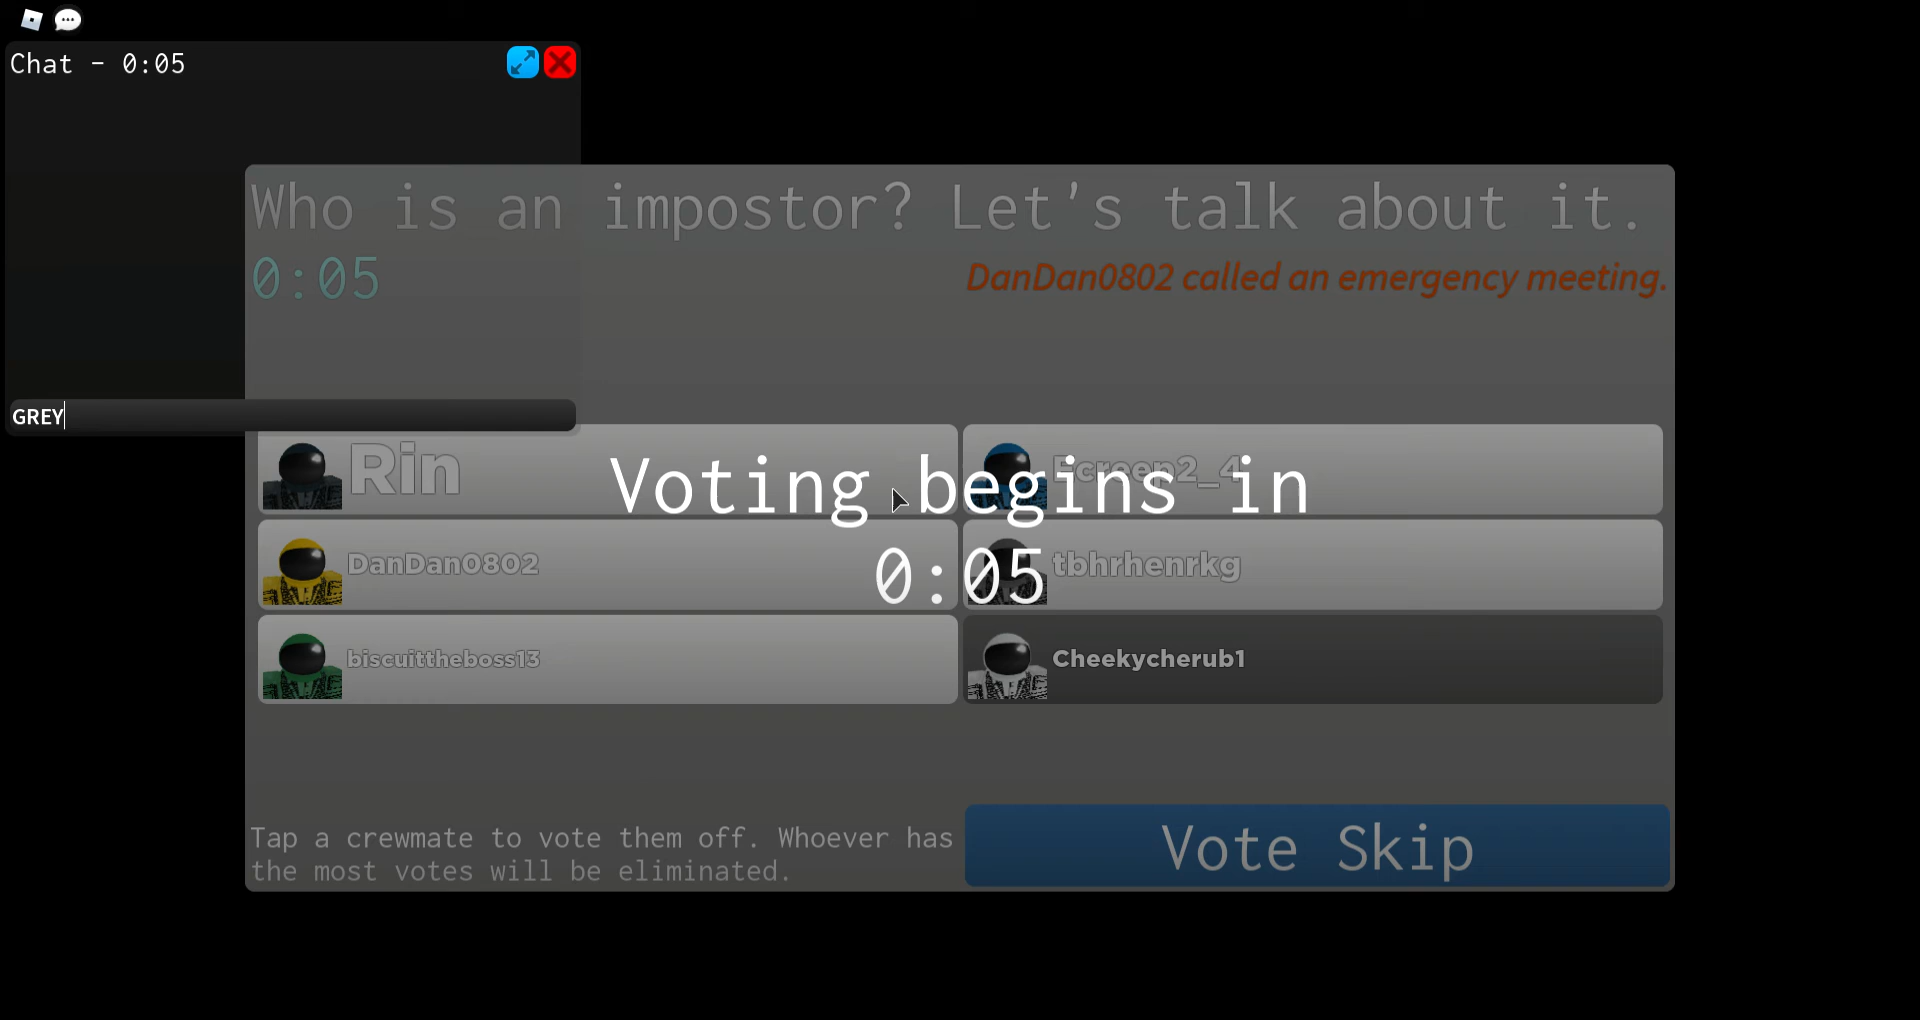 Chat - 0:05
Who is an impostor? Let's talk about it.
0:05
DanDan0802 called an emergency meeting.
GREY
Rin
Ecreep2_4
Voting begins in
0:05
DanDan0802
tbhrhenrkg
biscuittheboss13
Cheekycherub1
Tap a crewmate to vote them off. Whoever has
the most votes will be eliminated.
Vote Skip